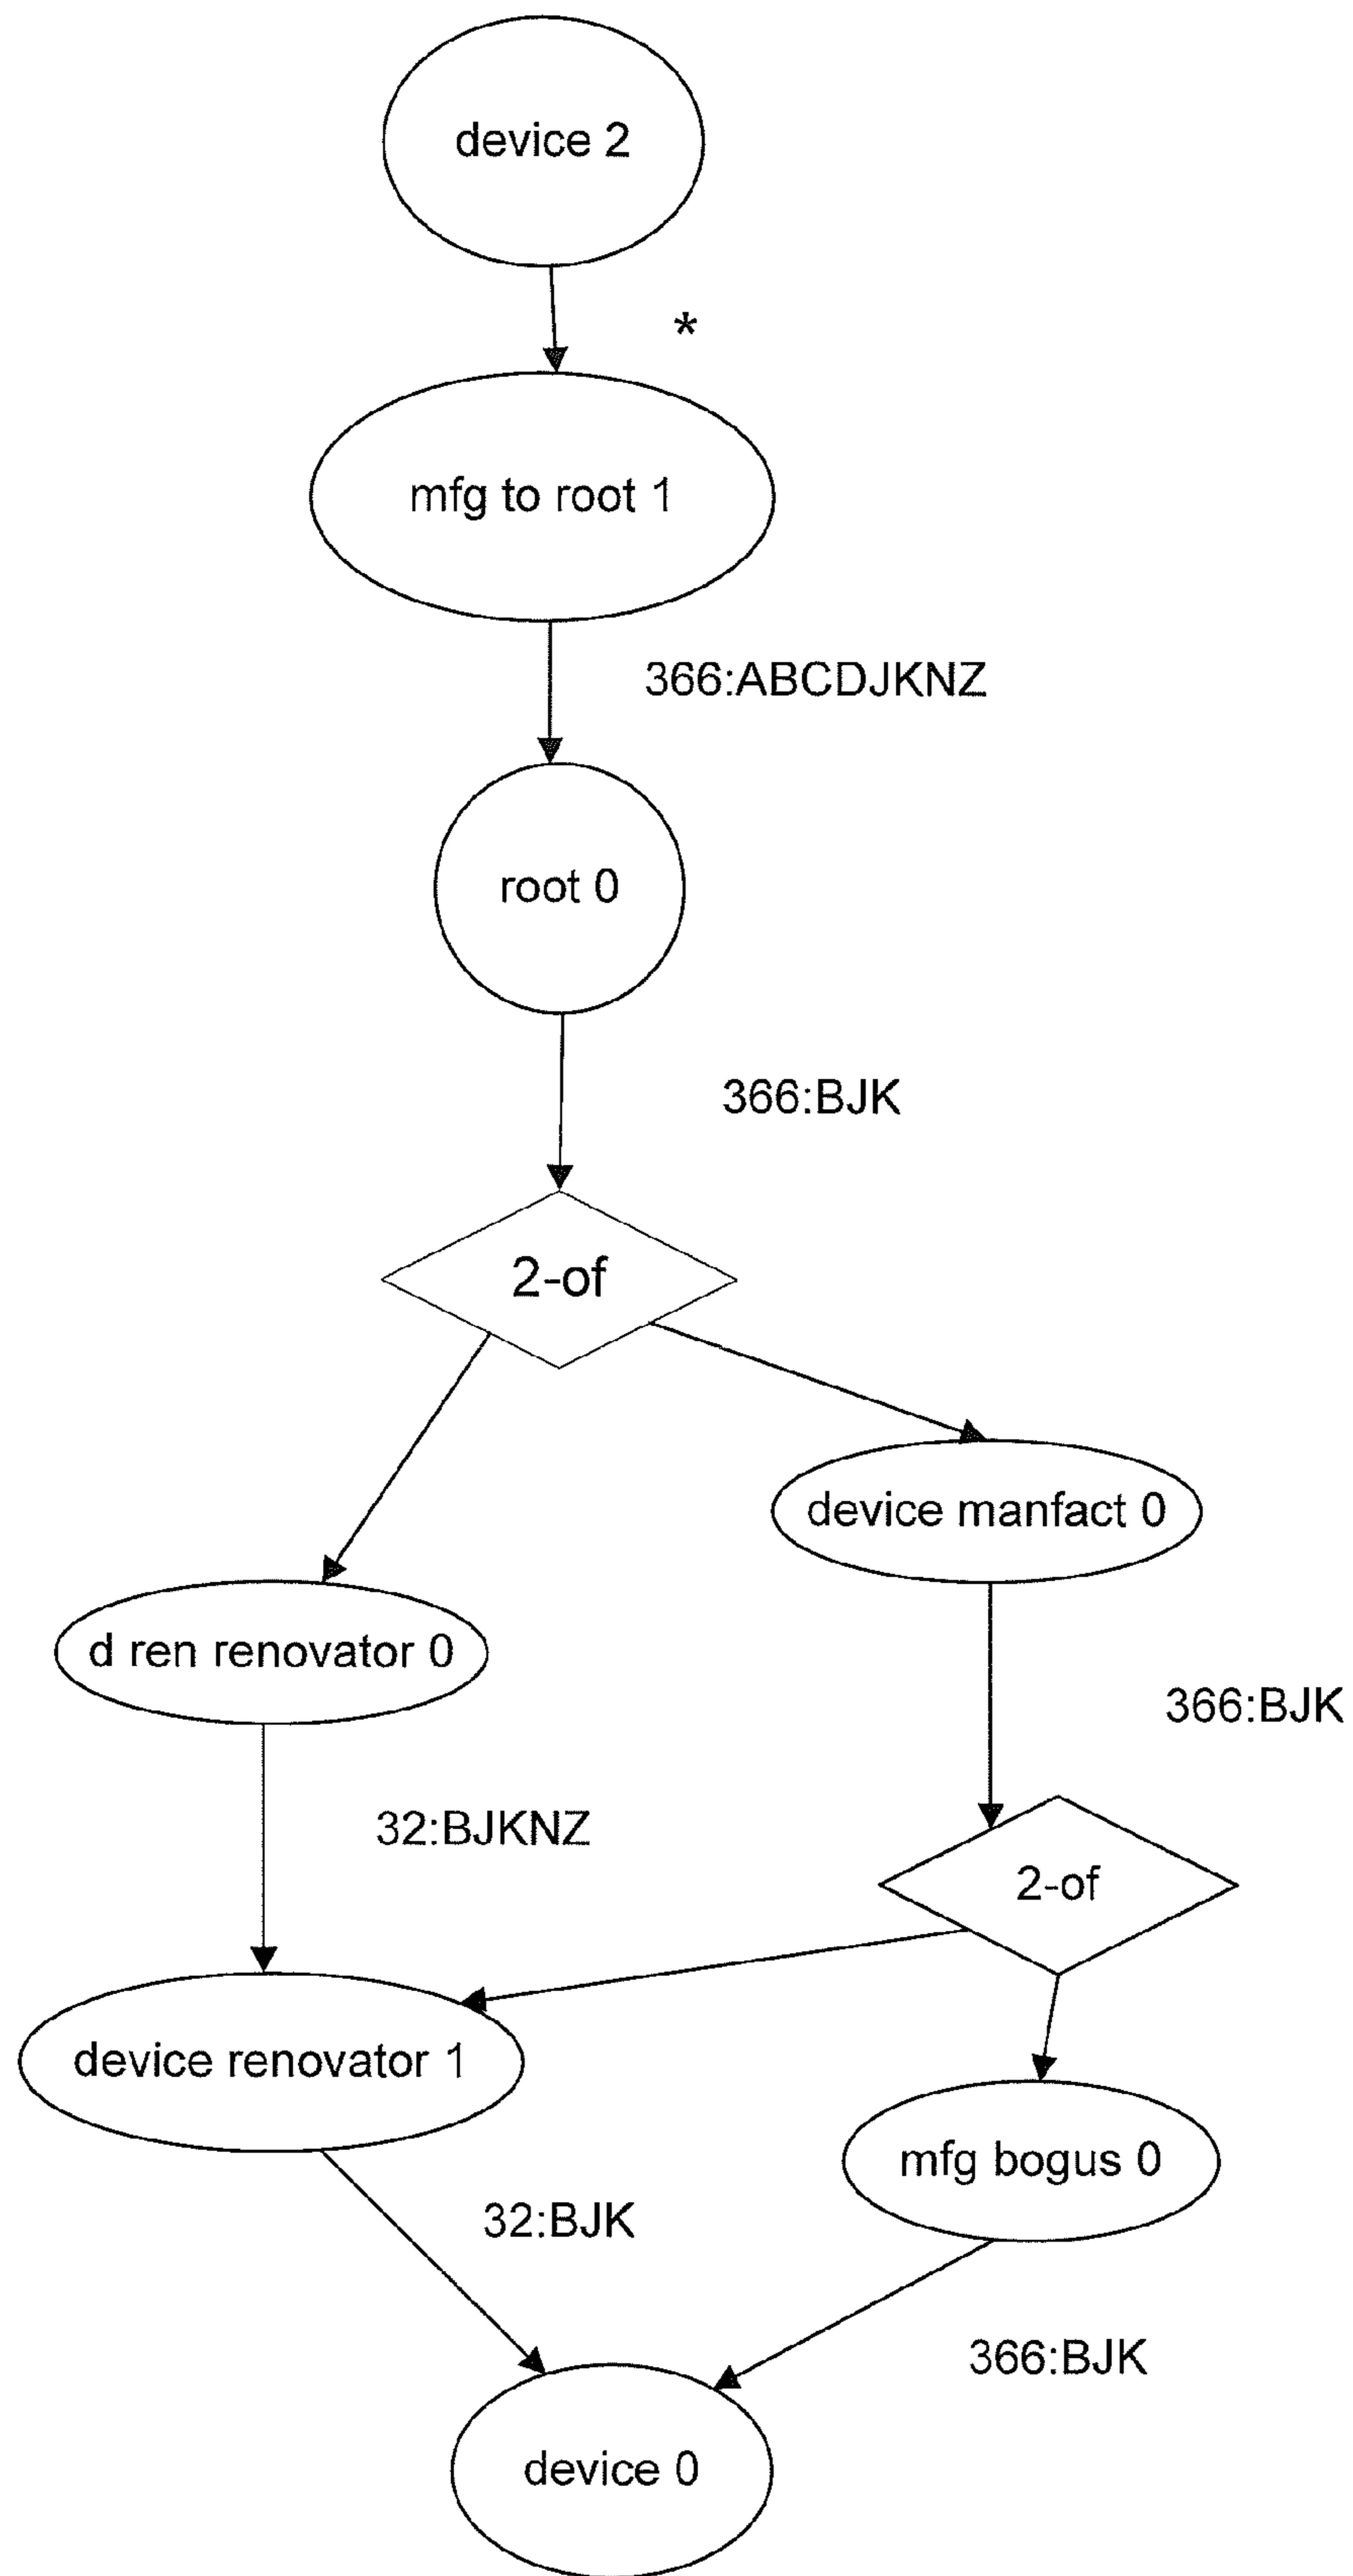 device 2
*
mfg to root 1
366:ABCDJKNZ
root 0
366:BJK
2-of
device manfact 0
d ren renovator 0
366:BJK
32:BJKNZ
2-of
device renovator 1
mfg bogus 0
32:BJK
366:BJK
device 0